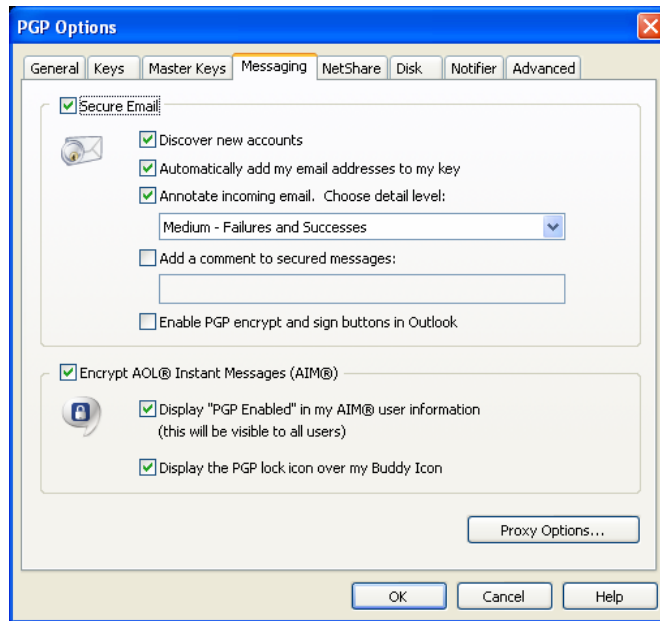 PGP Options
General Keys Master Keys Messaging NetShare Disk Notifier Advanced
Secure Email
Discover new accounts
Automatically add my email addresses to my key
Annotate incoming email. Choose detail level:
Medium - Failures and Successes
Add a comment to secured messages:
Enable PGP encrypt and sign buttons in Outlook
Encrypt AOL® Instant Messages (AIM®)
Display "PGP Enabled" in my AIM® user information
(this will be visible to all users)
Display the PGP lock icon over my Buddy Icon
Proxy Options...
OK Cancel Help